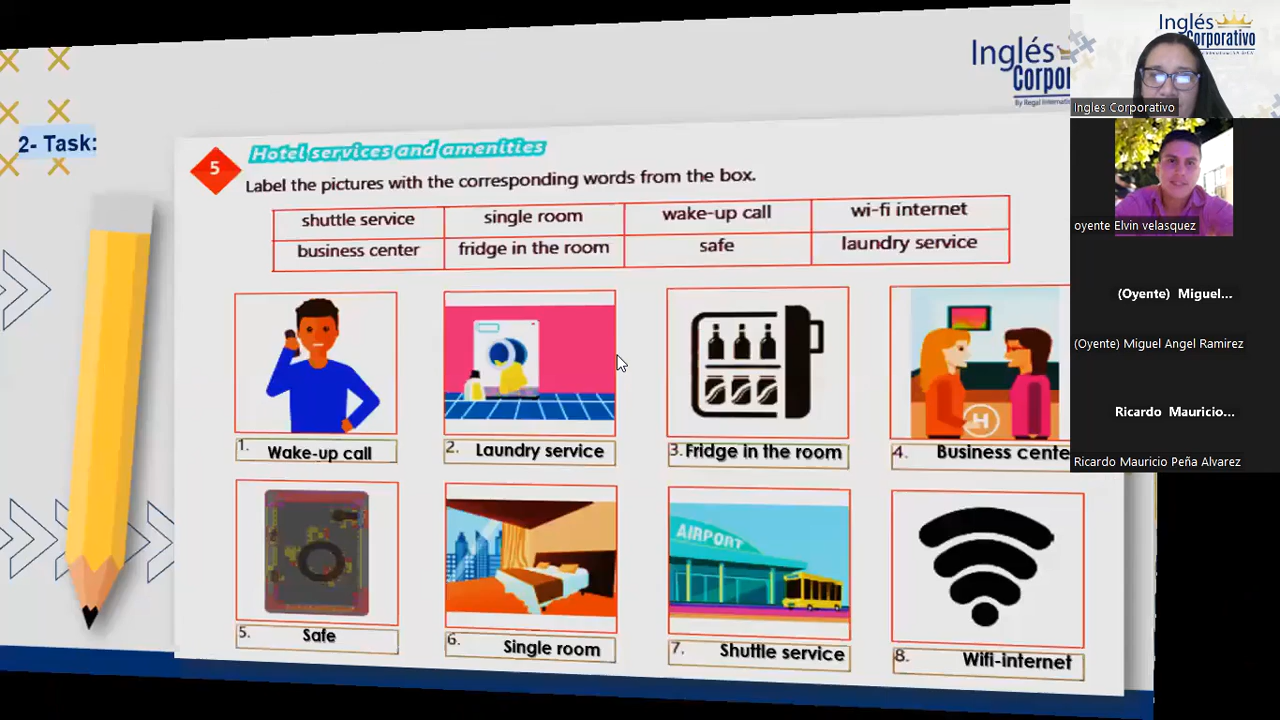 Inglés
Corporativo
Inglés
Corpo
By Regal Internati
Ingles Corporativo
2- Task:
5
Hotel services and amenities
Label the pictures with the corresponding words from the box.
shuttle service single room wake-up call wi-fi internet
business center fridge in the room safe laundry service
oyente Elvin velasquez
(Oyente) Miguel...
(Oyente) Miguel Angel Ramirez
Ricardo Mauricio...
Ricardo Mauricio Peña Alvarez
H
1. Wake-up call
2. Laundry service
3. Fridge in the room
4. Business cente
AIRPORT
5. Safe
6. Single room
7. Shuttle service
8. Wifi-internet